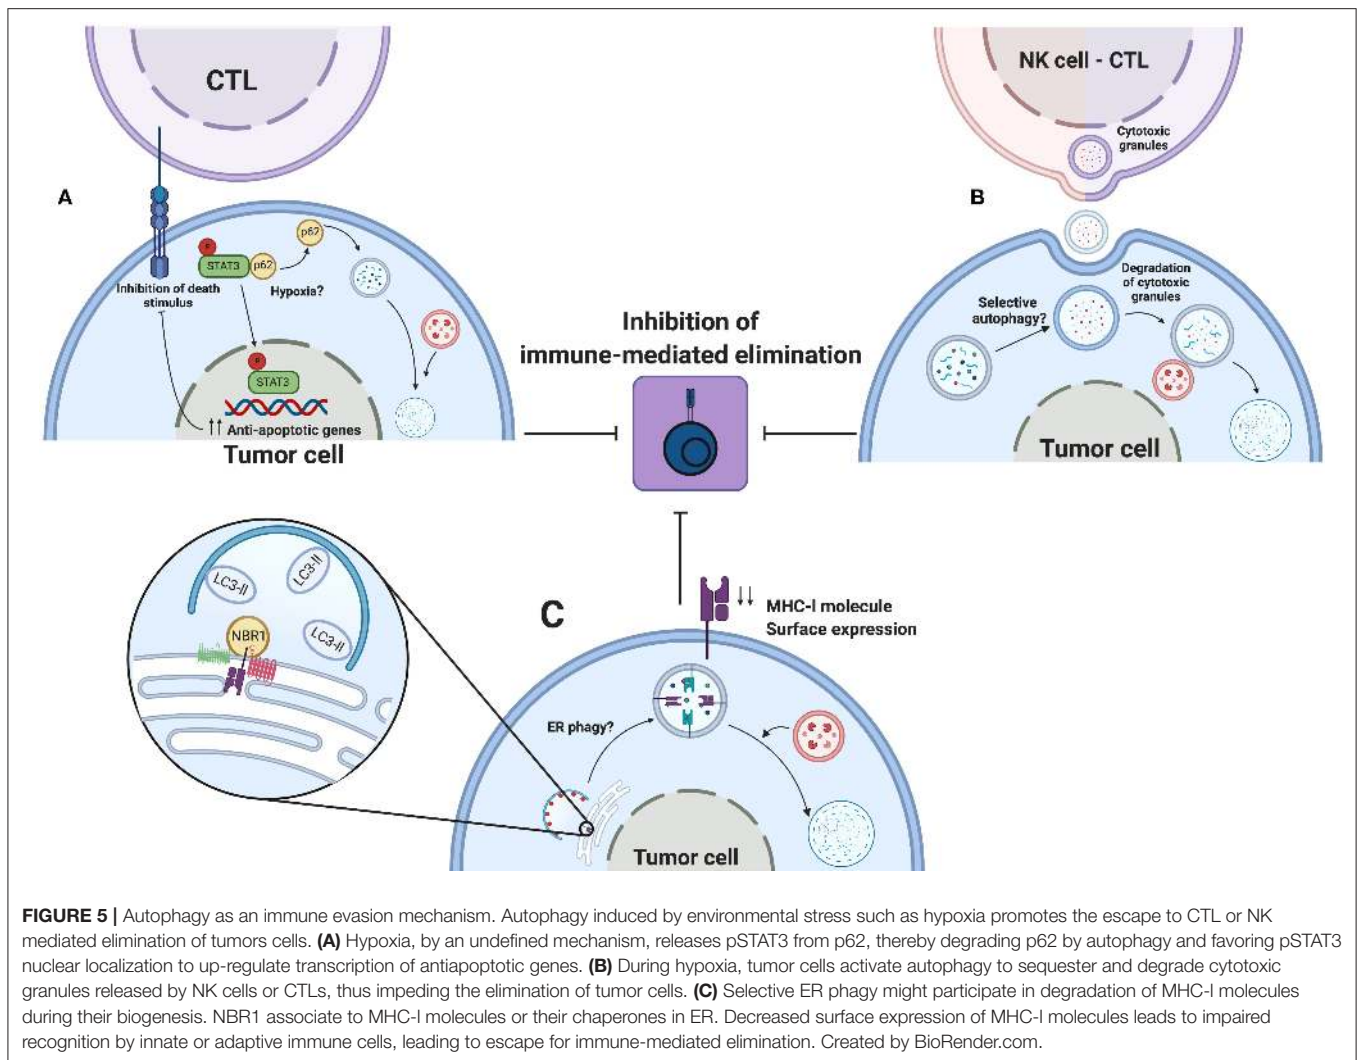 CTL
A
P
STAT3
p62
p62
Hypoxia?
Inhibition of death
stimulus
P
STAT3
↑↑ Anti-apoptotic genes
Tumor cell
NK cell - CTL
Cytotoxic
granules
B
Degradation
of cytotoxic
granules
Selective
autophagy?
Tumor cell
Inhibition of
immune-mediated elimination
LC3-II
LC3-II
LC3-II
NBR1
C
↓↓ MHC-I molecule
Surface expression
ER phagy?
Tumor cell
FIGURE 5 | Autophagy as an immune evasion mechanism. Autophagy induced by environmental stress such as hypoxia promotes the escape to CTL or NK
mediated elimination of tumors cells. (A) Hypoxia, by an undefined mechanism, releases pSTAT3 from p62, thereby degrading p62 by autophagy and favoring pSTAT3
nuclear localization to up-regulate transcription of antiapoptotic genes. (B) During hypoxia, tumor cells activate autophagy to sequester and degrade cytotoxic
granules released by NK cells or CTLs, thus impeding the elimination of tumor cells. (C) Selective ER phagy might participate in degradation of MHC-I molecules
during their biogenesis. NBR1 associate to MHC-I molecules or their chaperones in ER. Decreased surface expression of MHC-I molecules leads to impaired
recognition by innate or adaptive immune cells, leading to escape for immune-mediated elimination. Created by BioRender.com.